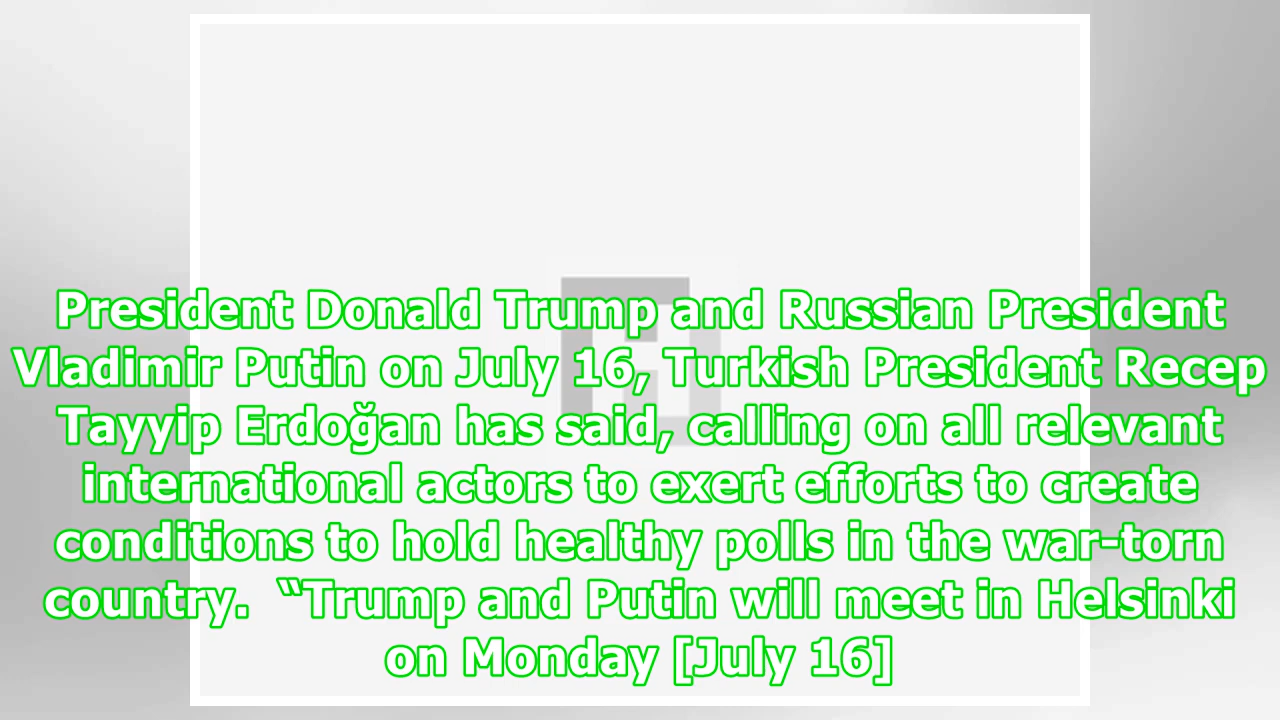 President Donald Trump and Russian President
Vladimir Putin on July 16, Turkish President Recep
Tayyip Erdoğan has said, calling on all relevant
international actors to exert efforts to create
conditions to hold healthy polls in the war-torn
country.  “Trump and Putin will meet in Helsinki
on Monday [July 16]